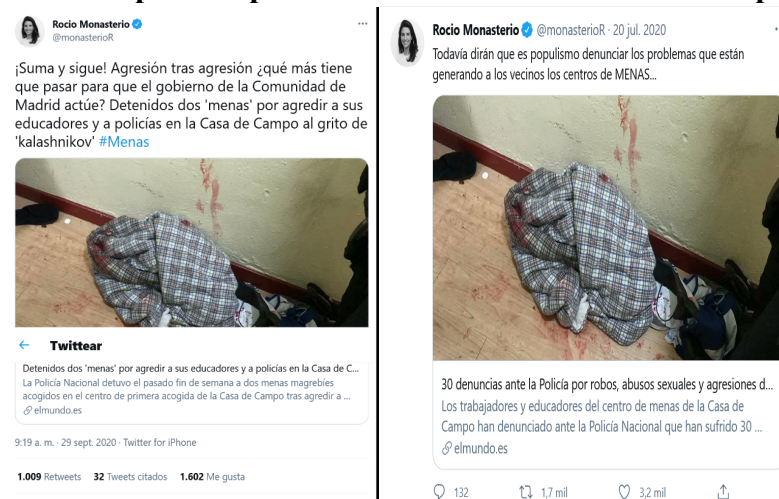 Rocio Monasterio
@monasterioR
¡Suma y sigue! Agresión tras agresión ¿qué más tiene
que pasar para que el gobierno de la Comunidad de
Madrid actúe? Detenidos dos 'menas' por agredir a sus
educadores y a policías en la Casa de Campo al grito de
'kalashnikov' #Menas
← Twittear
Detenidos dos 'menas' por agredir a sus educadores y a policías en la Casa de C...
La Policía Nacional detuvo el pasado fin de semana a dos menas magrebíes
acogidos en el centro de primera acogida de la Casa de Campo tras agredir a ...
elmundo.es
9:19 a. m. · 29 sept. 2020 · Twitter for iPhone
1.009 Retweets 32 Tweets citados 1.602 Me gusta
Rocio Monasterio @monasterioR · 20 jul. 2020
Todavía dirán que es populismo denunciar los problemas que están
generando a los vecinos los centros de MENAS...
30 denuncias ante la Policía por robos, abusos sexuales y agresiones d...
Los trabajadores y educadores del centro de menas de la Casa de
Campo han denunciado ante la Policía Nacional que han sufrido 30 ...
elmundo.es
132 1,7 mil 3,2 mil